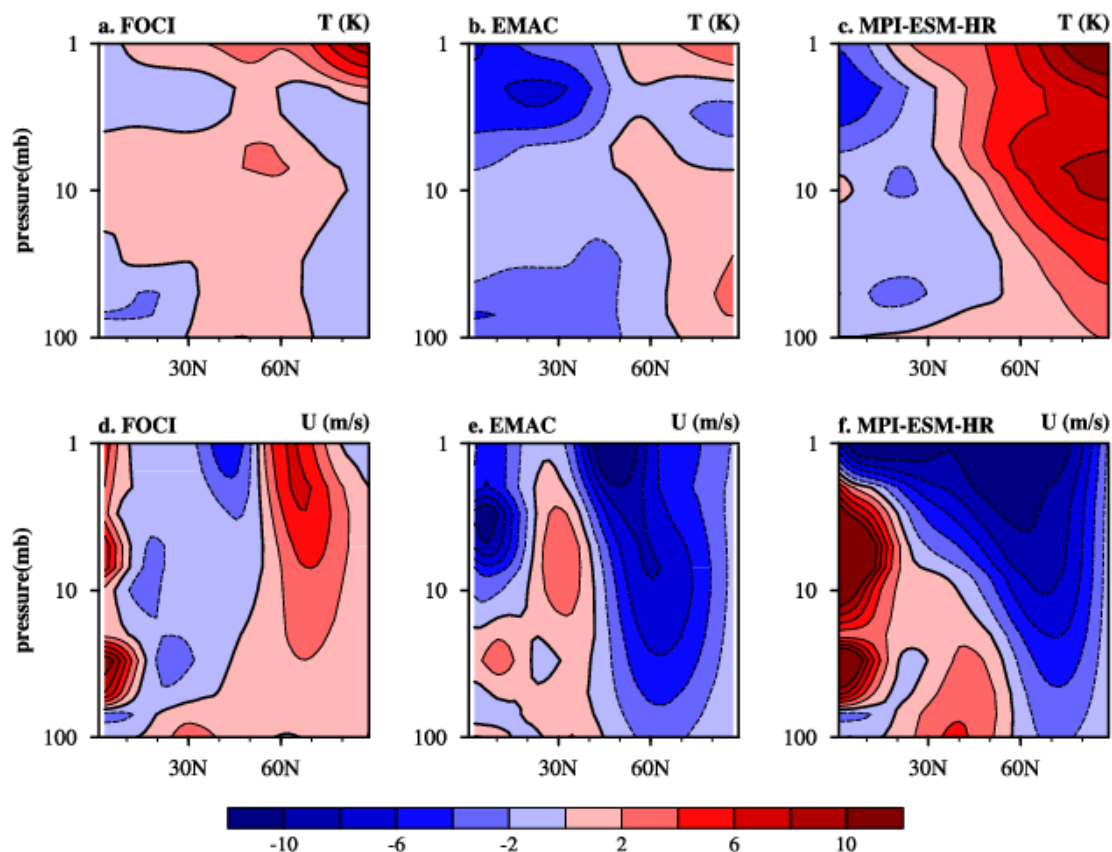 a. FOCI T (K) b. EMAC T (K) c. MPI-ESM-HR T (K)
1 1 1
pressure(mb)
10 10 10
100 100 100
30N 60N 30N 60N 30N 60N
d. FOCI U (m/s) e. EMAC U (m/s) f. MPI-ESM-HR U (m/s)
1 1 1
pressure(mb)
10 10 10
100 100 100
30N 60N 30N 60N 30N 60N
-10 -6 -2 2 6 10